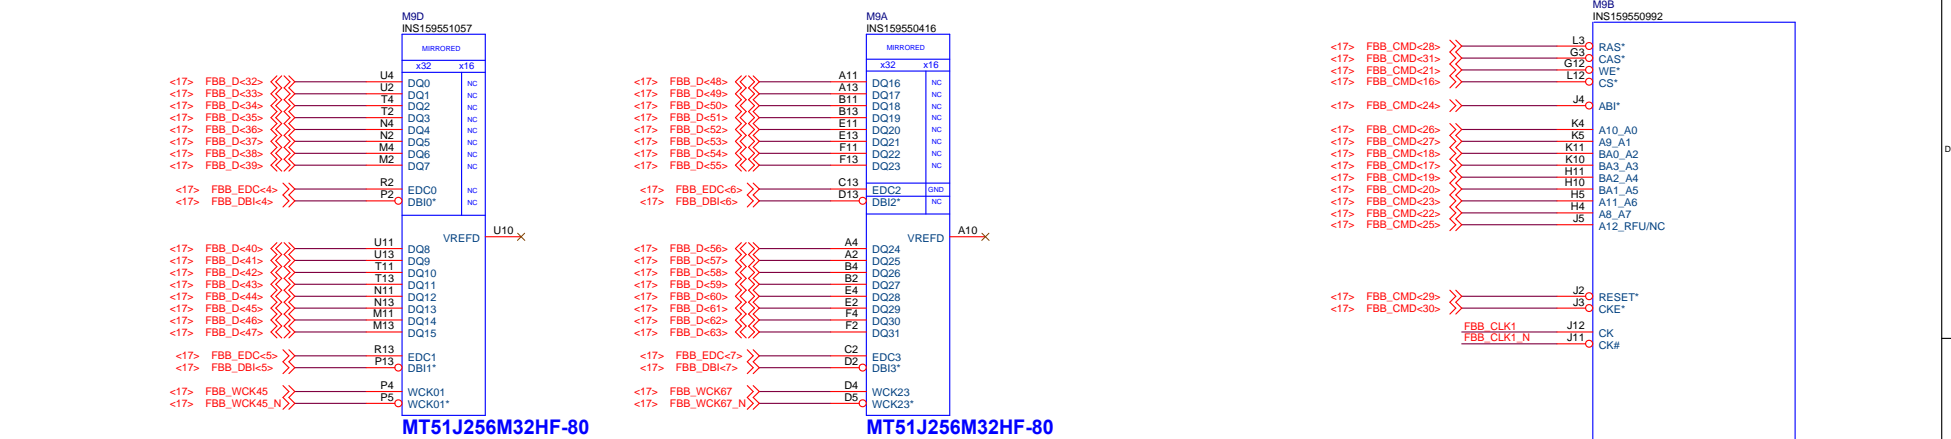 M9D
INS159551057
MIRRORED
x32 x16
<17> FBB_D<32> U4 DQ0 NC
<17> FBB_D<33> U2 DQ1 NC
<17> FBB_D<34> T4 DQ2 NC
<17> FBB_D<35> T2 DQ3 NC
<17> FBB_D<36> N4 DQ4 NC
<17> FBB_D<37> N2 DQ5 NC
<17> FBB_D<38> M4 DQ6 NC
<17> FBB_D<39> M2 DQ7 NC
<17> FBB_EDC<4> R2 EDC0 NC
<17> FBB_DBI<4> P2 DBI0* NC
VREFD U10
<17> FBB_D<40> U11 DQ8
<17> FBB_D<41> U13 DQ9
<17> FBB_D<42> T11 DQ10
<17> FBB_D<43> T13 DQ11
<17> FBB_D<44> N11 DQ12
<17> FBB_D<45> N13 DQ13
<17> FBB_D<46> M11 DQ14
<17> FBB_D<47> M13 DQ15
<17> FBB_EDC<5> R13 EDC1
<17> FBB_DBI<5> P13 DBI1*
<17> FBB_WCK45 P4 WCK01
<17> FBB_WCK45_N P5 WCK01*
MT51J256M32HF-80
M9A
INS159550416
MIRRORED
x32 x16
<17> FBB_D<48> A11 DQ16 NC
<17> FBB_D<49> A13 DQ17 NC
<17> FBB_D<50> B11 DQ18 NC
<17> FBB_D<51> B13 DQ19 NC
<17> FBB_D<52> E11 DQ20 NC
<17> FBB_D<53> E13 DQ21 NC
<17> FBB_D<54> F11 DQ22 NC
<17> FBB_D<55> F13 DQ23 NC
<17> FBB_EDC<6> C13 EDC2 GND
<17> FBB_DBI<6> D13 DBI2* NC
VREFD A10
<17> FBB_D<56> A4 DQ24
<17> FBB_D<57> A2 DQ25
<17> FBB_D<58> B4 DQ26
<17> FBB_D<59> B2 DQ27
<17> FBB_D<60> E4 DQ28
<17> FBB_D<61> E2 DQ29
<17> FBB_D<62> F4 DQ30
<17> FBB_D<63> F2 DQ31
<17> FBB_EDC<7> C2 EDC3
<17> FBB_DBI<7> D2 DBI3*
<17> FBB_WCK67 D4 WCK23
<17> FBB_WCK67_N D5 WCK23*
MT51J256M32HF-80
M9B
INS159550992
<17> FBB_CMD<28> L3 RAS*
<17> FBB_CMD<31> G3 CAS*
<17> FBB_CMD<21> G12 WE*
<17> FBB_CMD<16> L12 CS*
<17> FBB_CMD<24> J4 ABI*
<17> FBB_CMD<26> K4 A10_A0
<17> FBB_CMD<27> K5 A9_A1
<17> FBB_CMD<18> K11 BA0_A2
<17> FBB_CMD<17> K10 BA3_A3
<17> FBB_CMD<19> H11 BA2_A4
<17> FBB_CMD<20> H10 BA1_A5
<17> FBB_CMD<23> H5 A11_A6
<17> FBB_CMD<22> H4 A8_A7
<17> FBB_CMD<25> J5 A12_RFU/NC
<17> FBB_CMD<29> J2 RESET*
<17> FBB_CMD<30> J3 CKE*
FBB_CLK1 J12 CK
FBB_CLK1_N J11 CK#
D